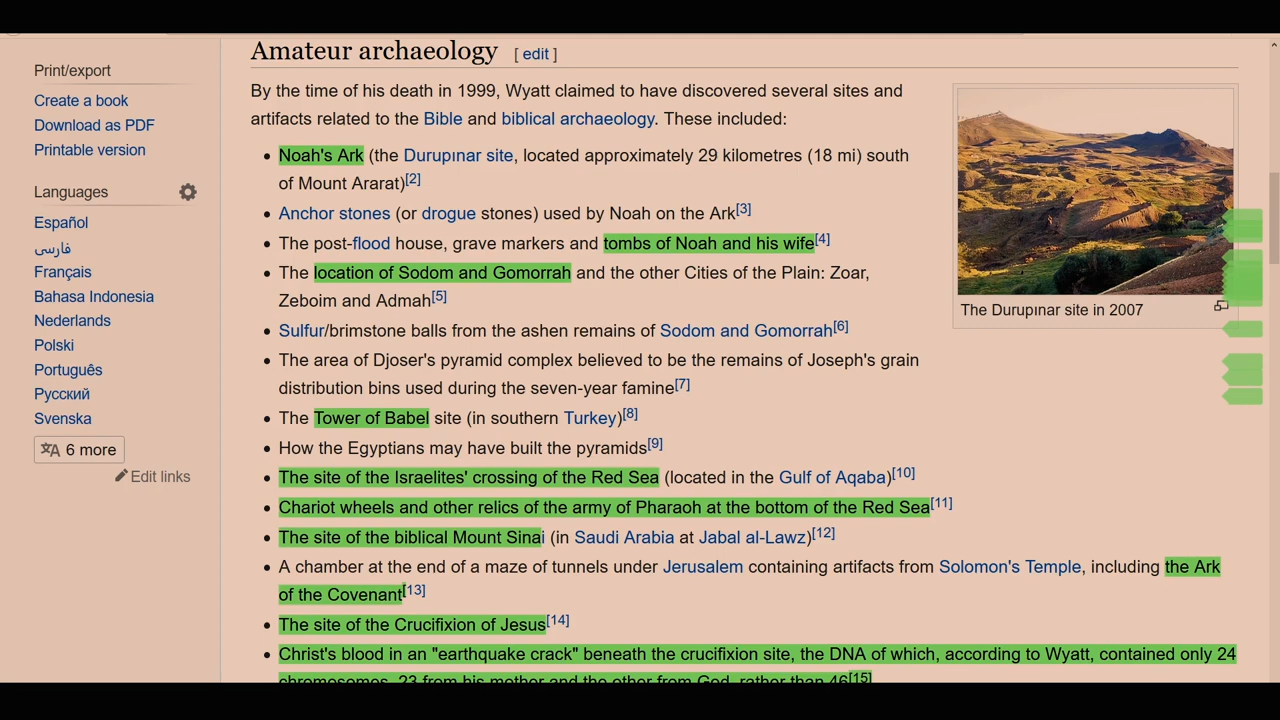 Print/export
Create a book
Download as PDF
Printable version
Languages
Español
فارسی
Français
Bahasa Indonesia
Nederlands
Polski
Português
Русский
Svenska
6 more
Edit links
Amateur archaeology [ edit ]
By the time of his death in 1999, Wyatt claimed to have discovered several sites and
artifacts related to the Bible and biblical archaeology. These included:
• Noah's Ark (the Durupınar site, located approximately 29 kilometres (18 mi) south
of Mount Ararat)[2]
• Anchor stones (or drogue stones) used by Noah on the Ark[3]
• The post-flood house, grave markers and tombs of Noah and his wife[4]
• The location of Sodom and Gomorrah and the other Cities of the Plain: Zoar,
Zeboim and Admah[5]
• Sulfur/brimstone balls from the ashen remains of Sodom and Gomorrah[6]
• The area of Djoser's pyramid complex believed to be the remains of Joseph's grain
distribution bins used during the seven-year famine[7]
• The Tower of Babel site (in southern Turkey)[8]
• How the Egyptians may have built the pyramids[9]
• The site of the Israelites' crossing of the Red Sea (located in the Gulf of Aqaba)[10]
• Chariot wheels and other relics of the army of Pharaoh at the bottom of the Red Sea[11]
• The site of the biblical Mount Sinai (in Saudi Arabia at Jabal al-Lawz)[12]
• A chamber at the end of a maze of tunnels under Jerusalem containing artifacts from Solomon's Temple, including the Ark
of the Covenant[13]
• The site of the Crucifixion of Jesus[14]
• Christ's blood in an "earthquake crack" beneath the crucifixion site, the DNA of which, according to Wyatt, contained only 24
chromosomes, 23 from his mother and the other from God, rather than 46[15]
The Durupınar site in 2007